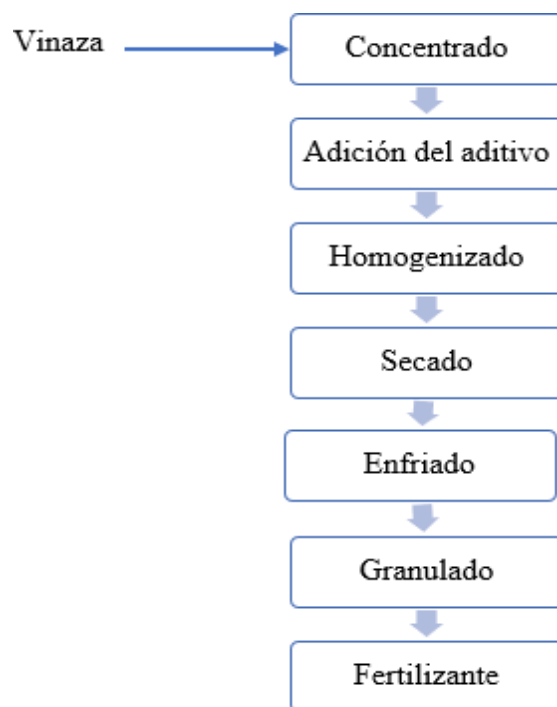 Vinaza
Concentrado
Adición del aditivo
Homogenizado
Secado
Enfriado
Granulado
Fertilizante